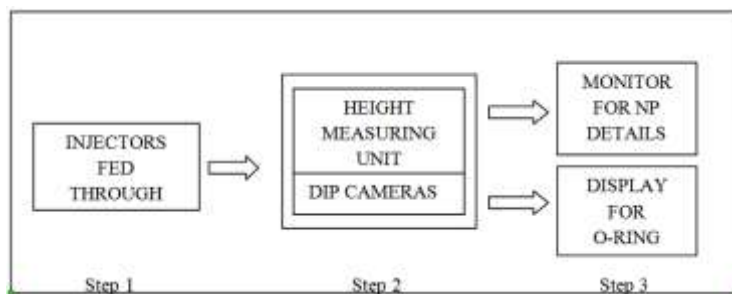 INJECTORS
FED
THROUGH
HEIGHT
MEASURING
UNIT
DIP CAMERAS
MONITOR
FOR NP
DETAILS
DISPLAY
FOR
O-RING
Step 1
Step 2
Step 3